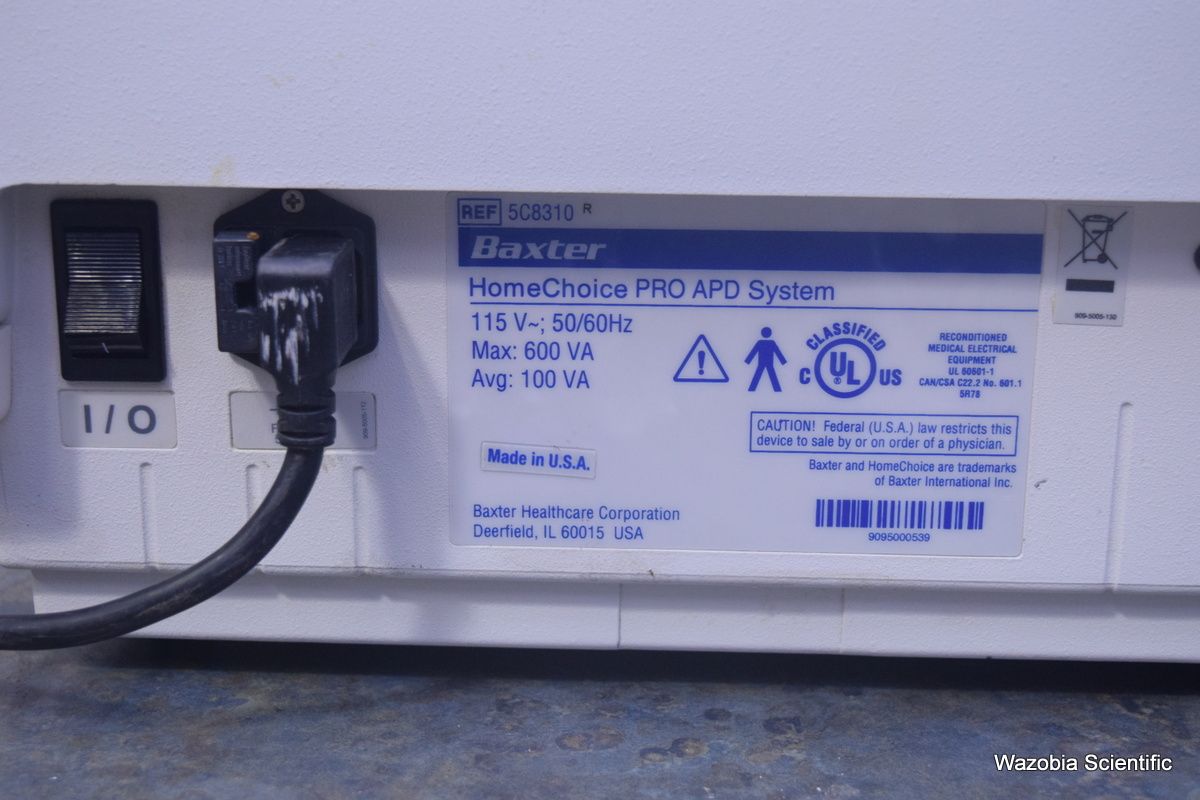 REF 5C8310 R
Baxter
HomeChoice PRO APD System
115 V~; 50/60Hz
Max: 600 VA
Avg: 100 VA
CLASSIFIED
C UL US
®
RECONDITIONED
MEDICAL ELECTRICAL
EQUIPMENT
UL 60601-1
CAN/CSA C22.2 No. 601.1
5R78
CAUTION! Federal (U.S.A.) law restricts this
device to sale by or on order of a physician.
Made in U.S.A.
Baxter and HomeChoice are trademarks
of Baxter International Inc.
Baxter Healthcare Corporation
Deerfield, IL 60015 USA
9095000539
909-5005-130
I / O
909-5005-112
Wazobia Scientific